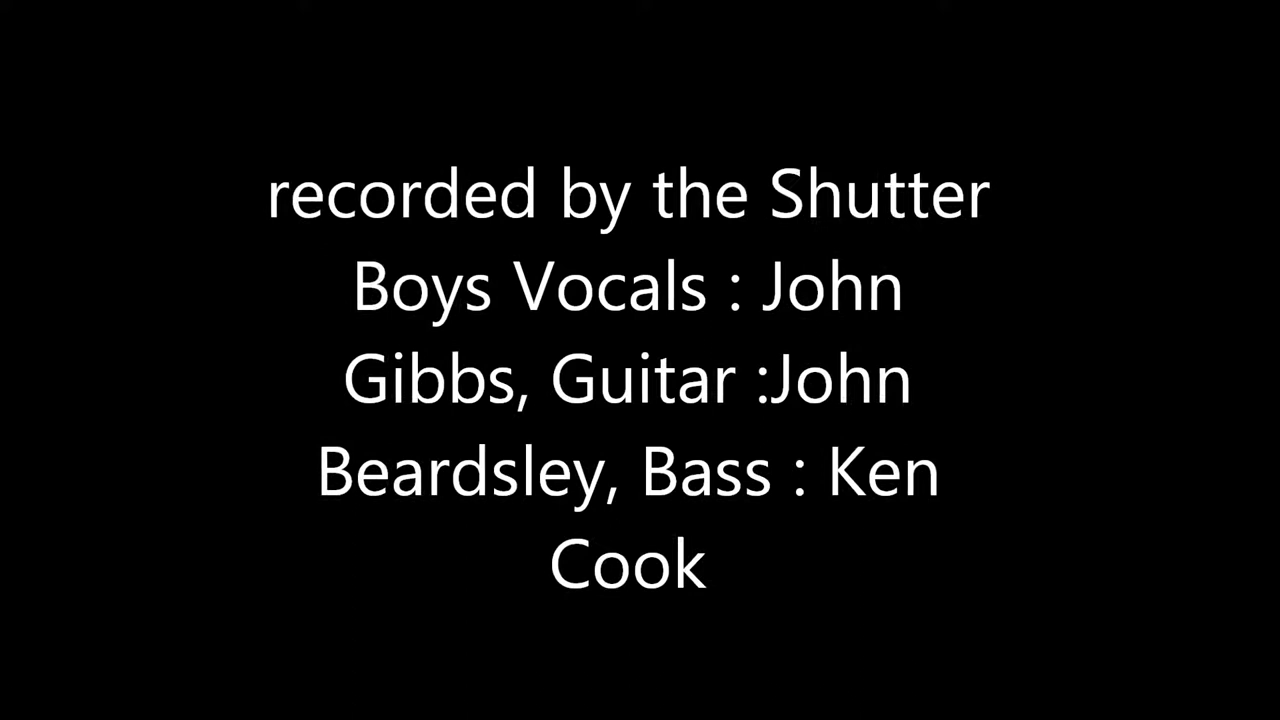 recorded by the Shutter
Boys Vocals : John
Gibbs, Guitar :John
Beardsley, Bass : Ken
Cook